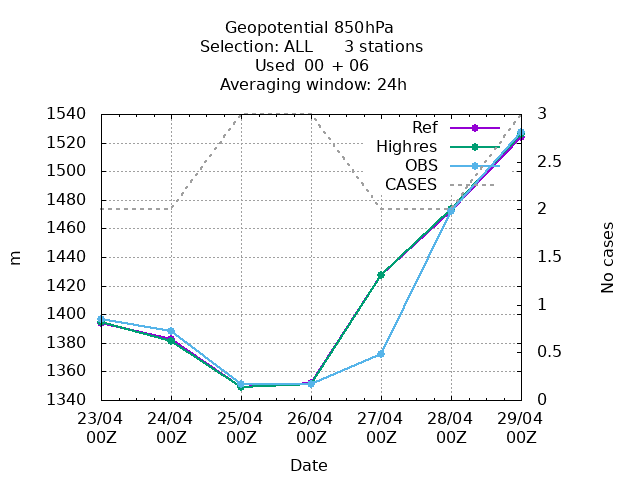 Geopotential 850hPa
Selection: ALL 3 stations
Used 00 + 06
Averaging window: 24h
Ref
Highres
OBS
CASES
1540
1520
1500
1480
1460
1440
1420
1400
1380
1360
1340
m
3
2.5
2
1.5
1
0.5
0
No cases
23/04 24/04 25/04 26/04 27/04 28/04 29/04
00Z 00Z 00Z 00Z 00Z 00Z 00Z
Date